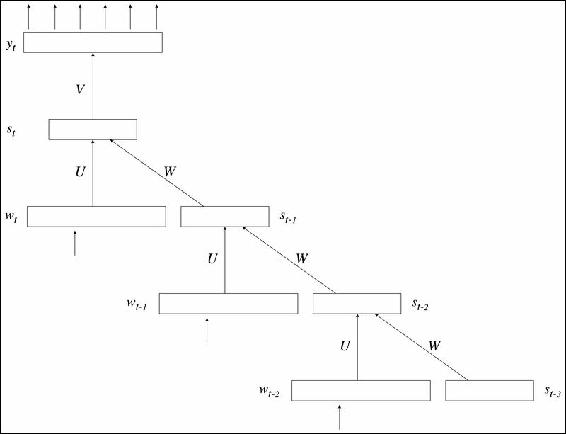 y_t
V
s_t
U W
w_t s_{t-1}
U W
w_{t-1} s_{t-2}
U W
w_{t-2} s_{t-3}